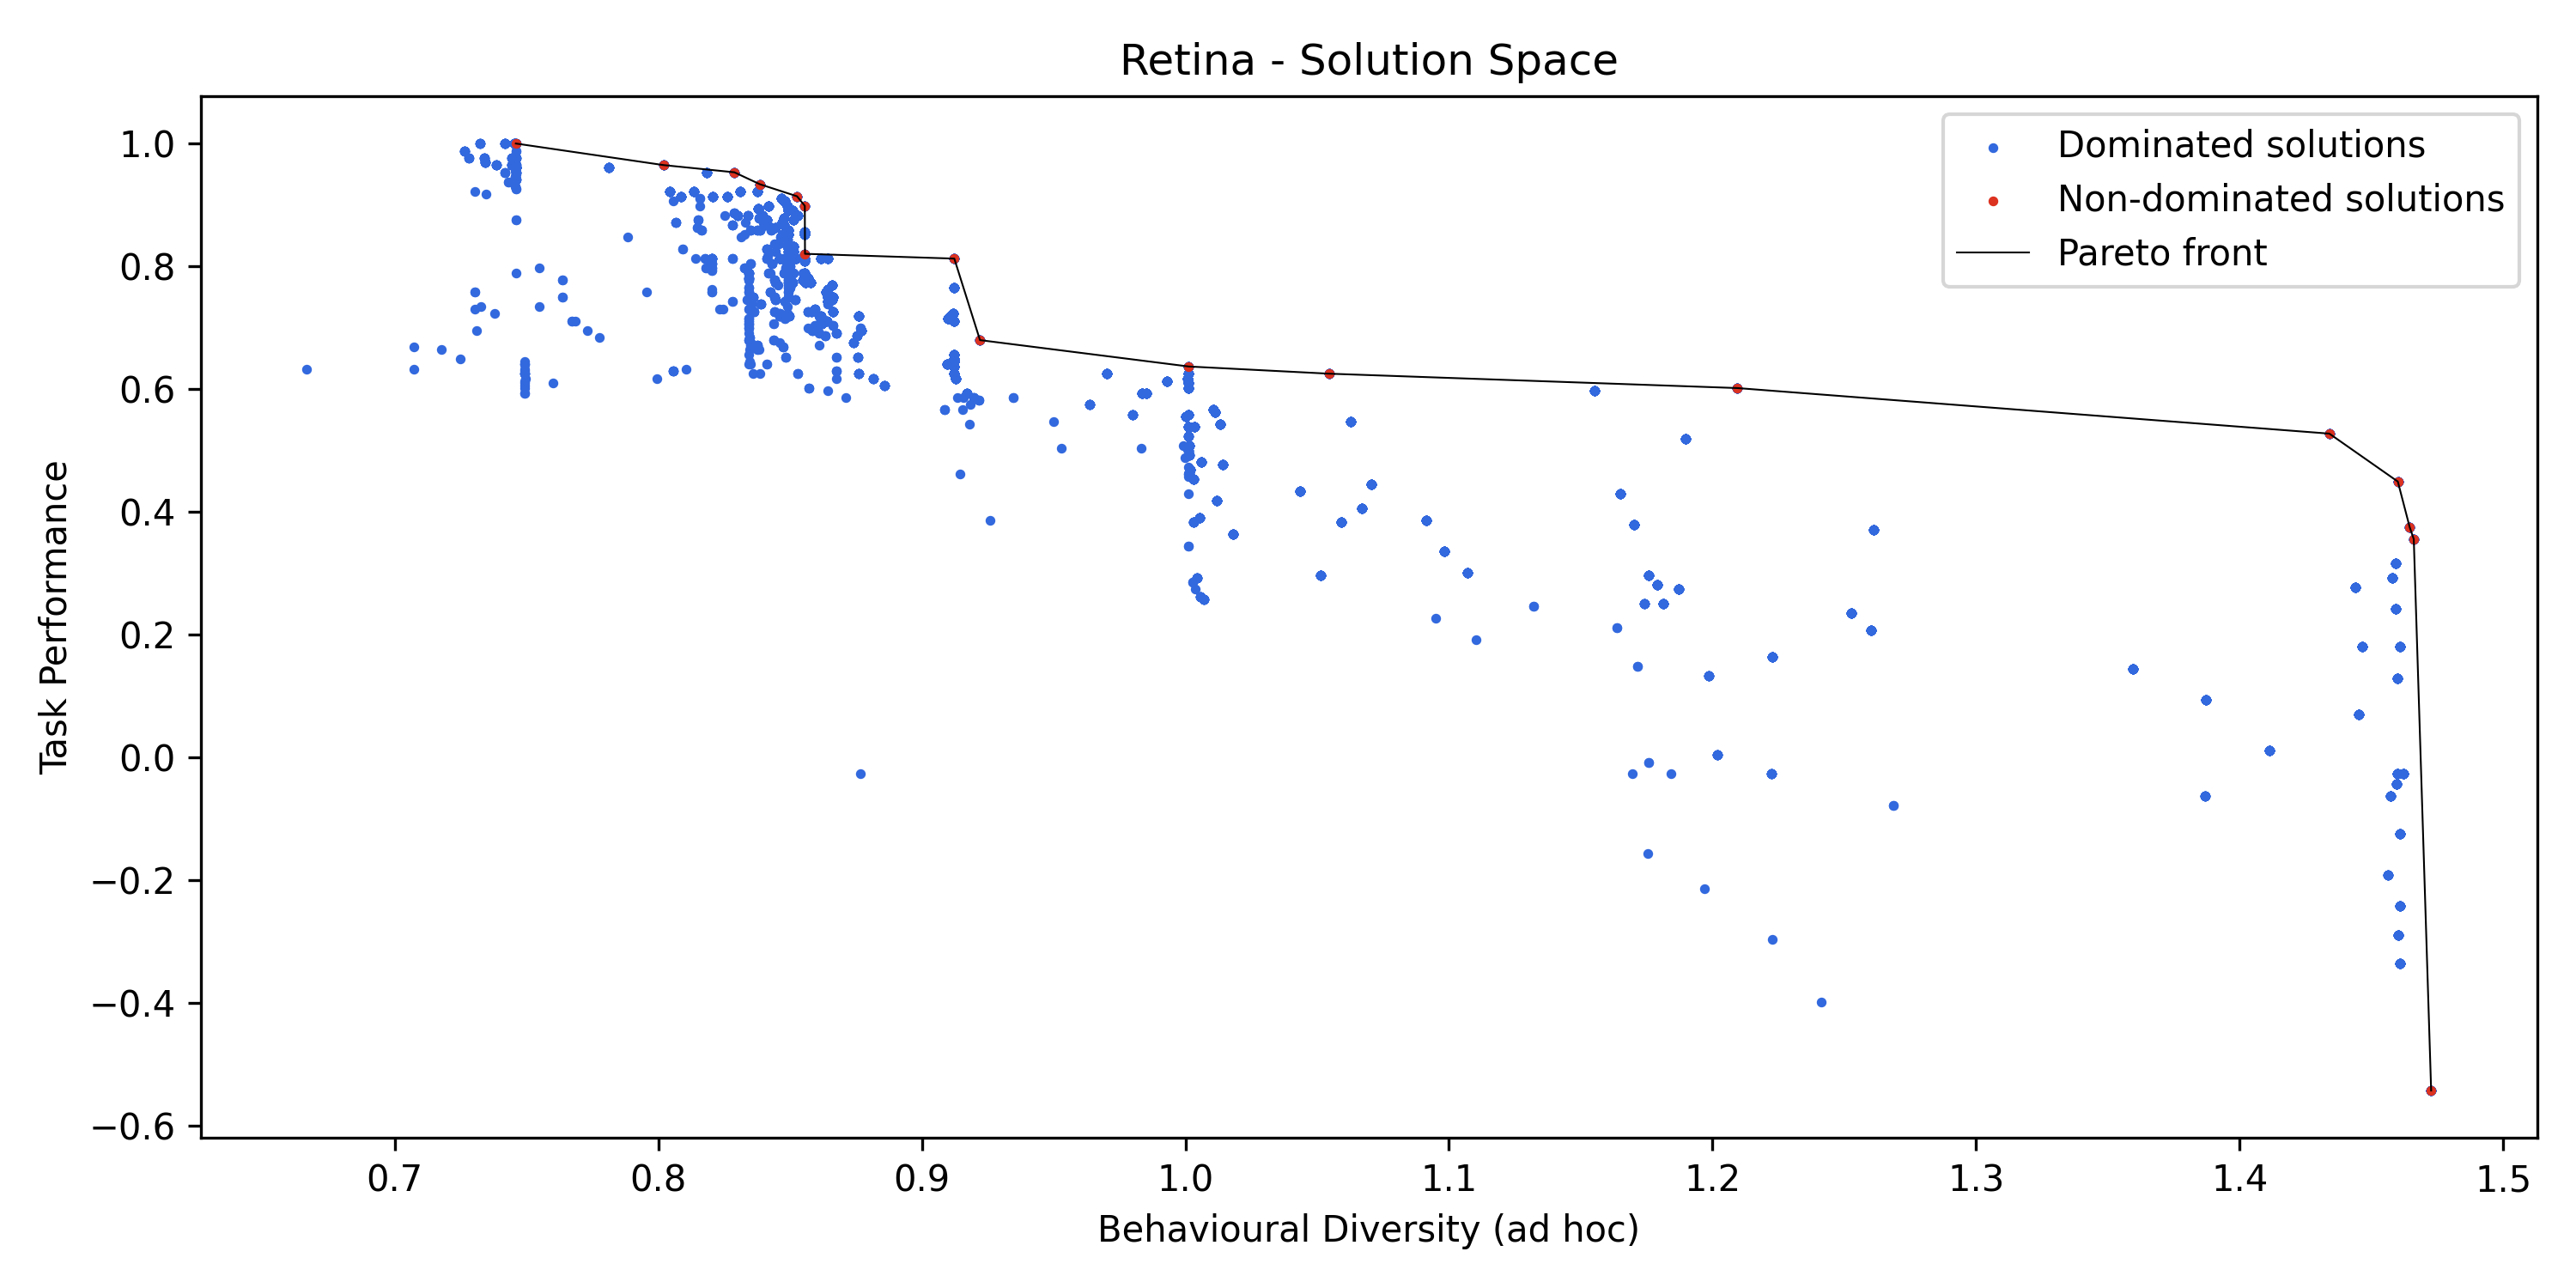 Retina - Solution Space
Dominated solutions
Non-dominated solutions
Pareto front
Task Performance
1.0
0.8
0.6
0.4
0.2
0.0
−0.2
−0.4
−0.6
0.7 0.8 0.9 1.0 1.1 1.2 1.3 1.4 1.5
Behavioural Diversity (ad hoc)